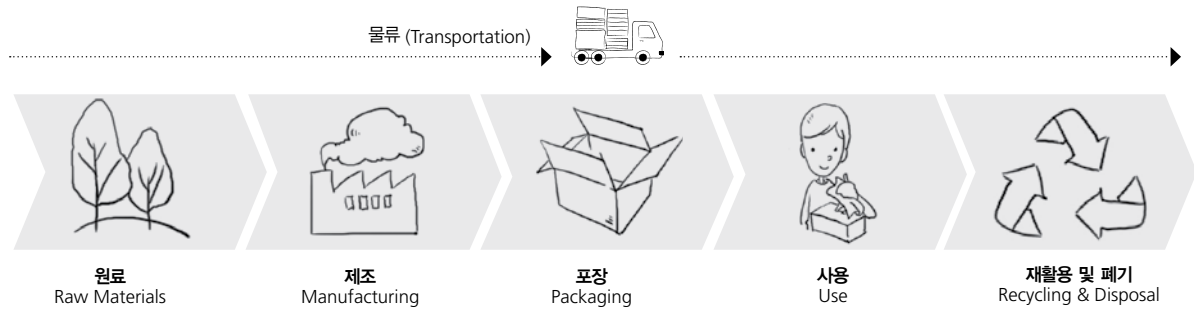 물류 (Transportation)
원료
Raw Materials
제조
Manufacturing
포장
Packaging
사용
Use
재활용 및 폐기
Recycling & Disposal